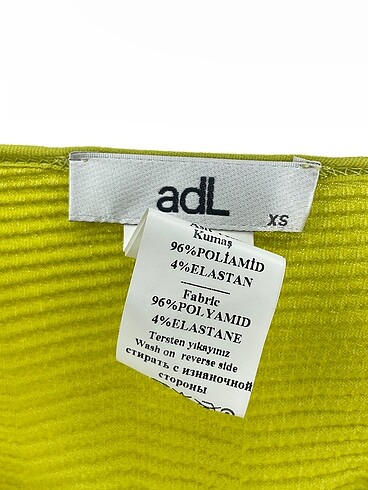 adL
XS
Kumaş
96%POLİAMİD
4%ELASTAN
Fabric
96%POLYAMID
4%ELASTANE
Tersten yıkayınız
Wash on reverse side
стирать с изнаночной
стороны